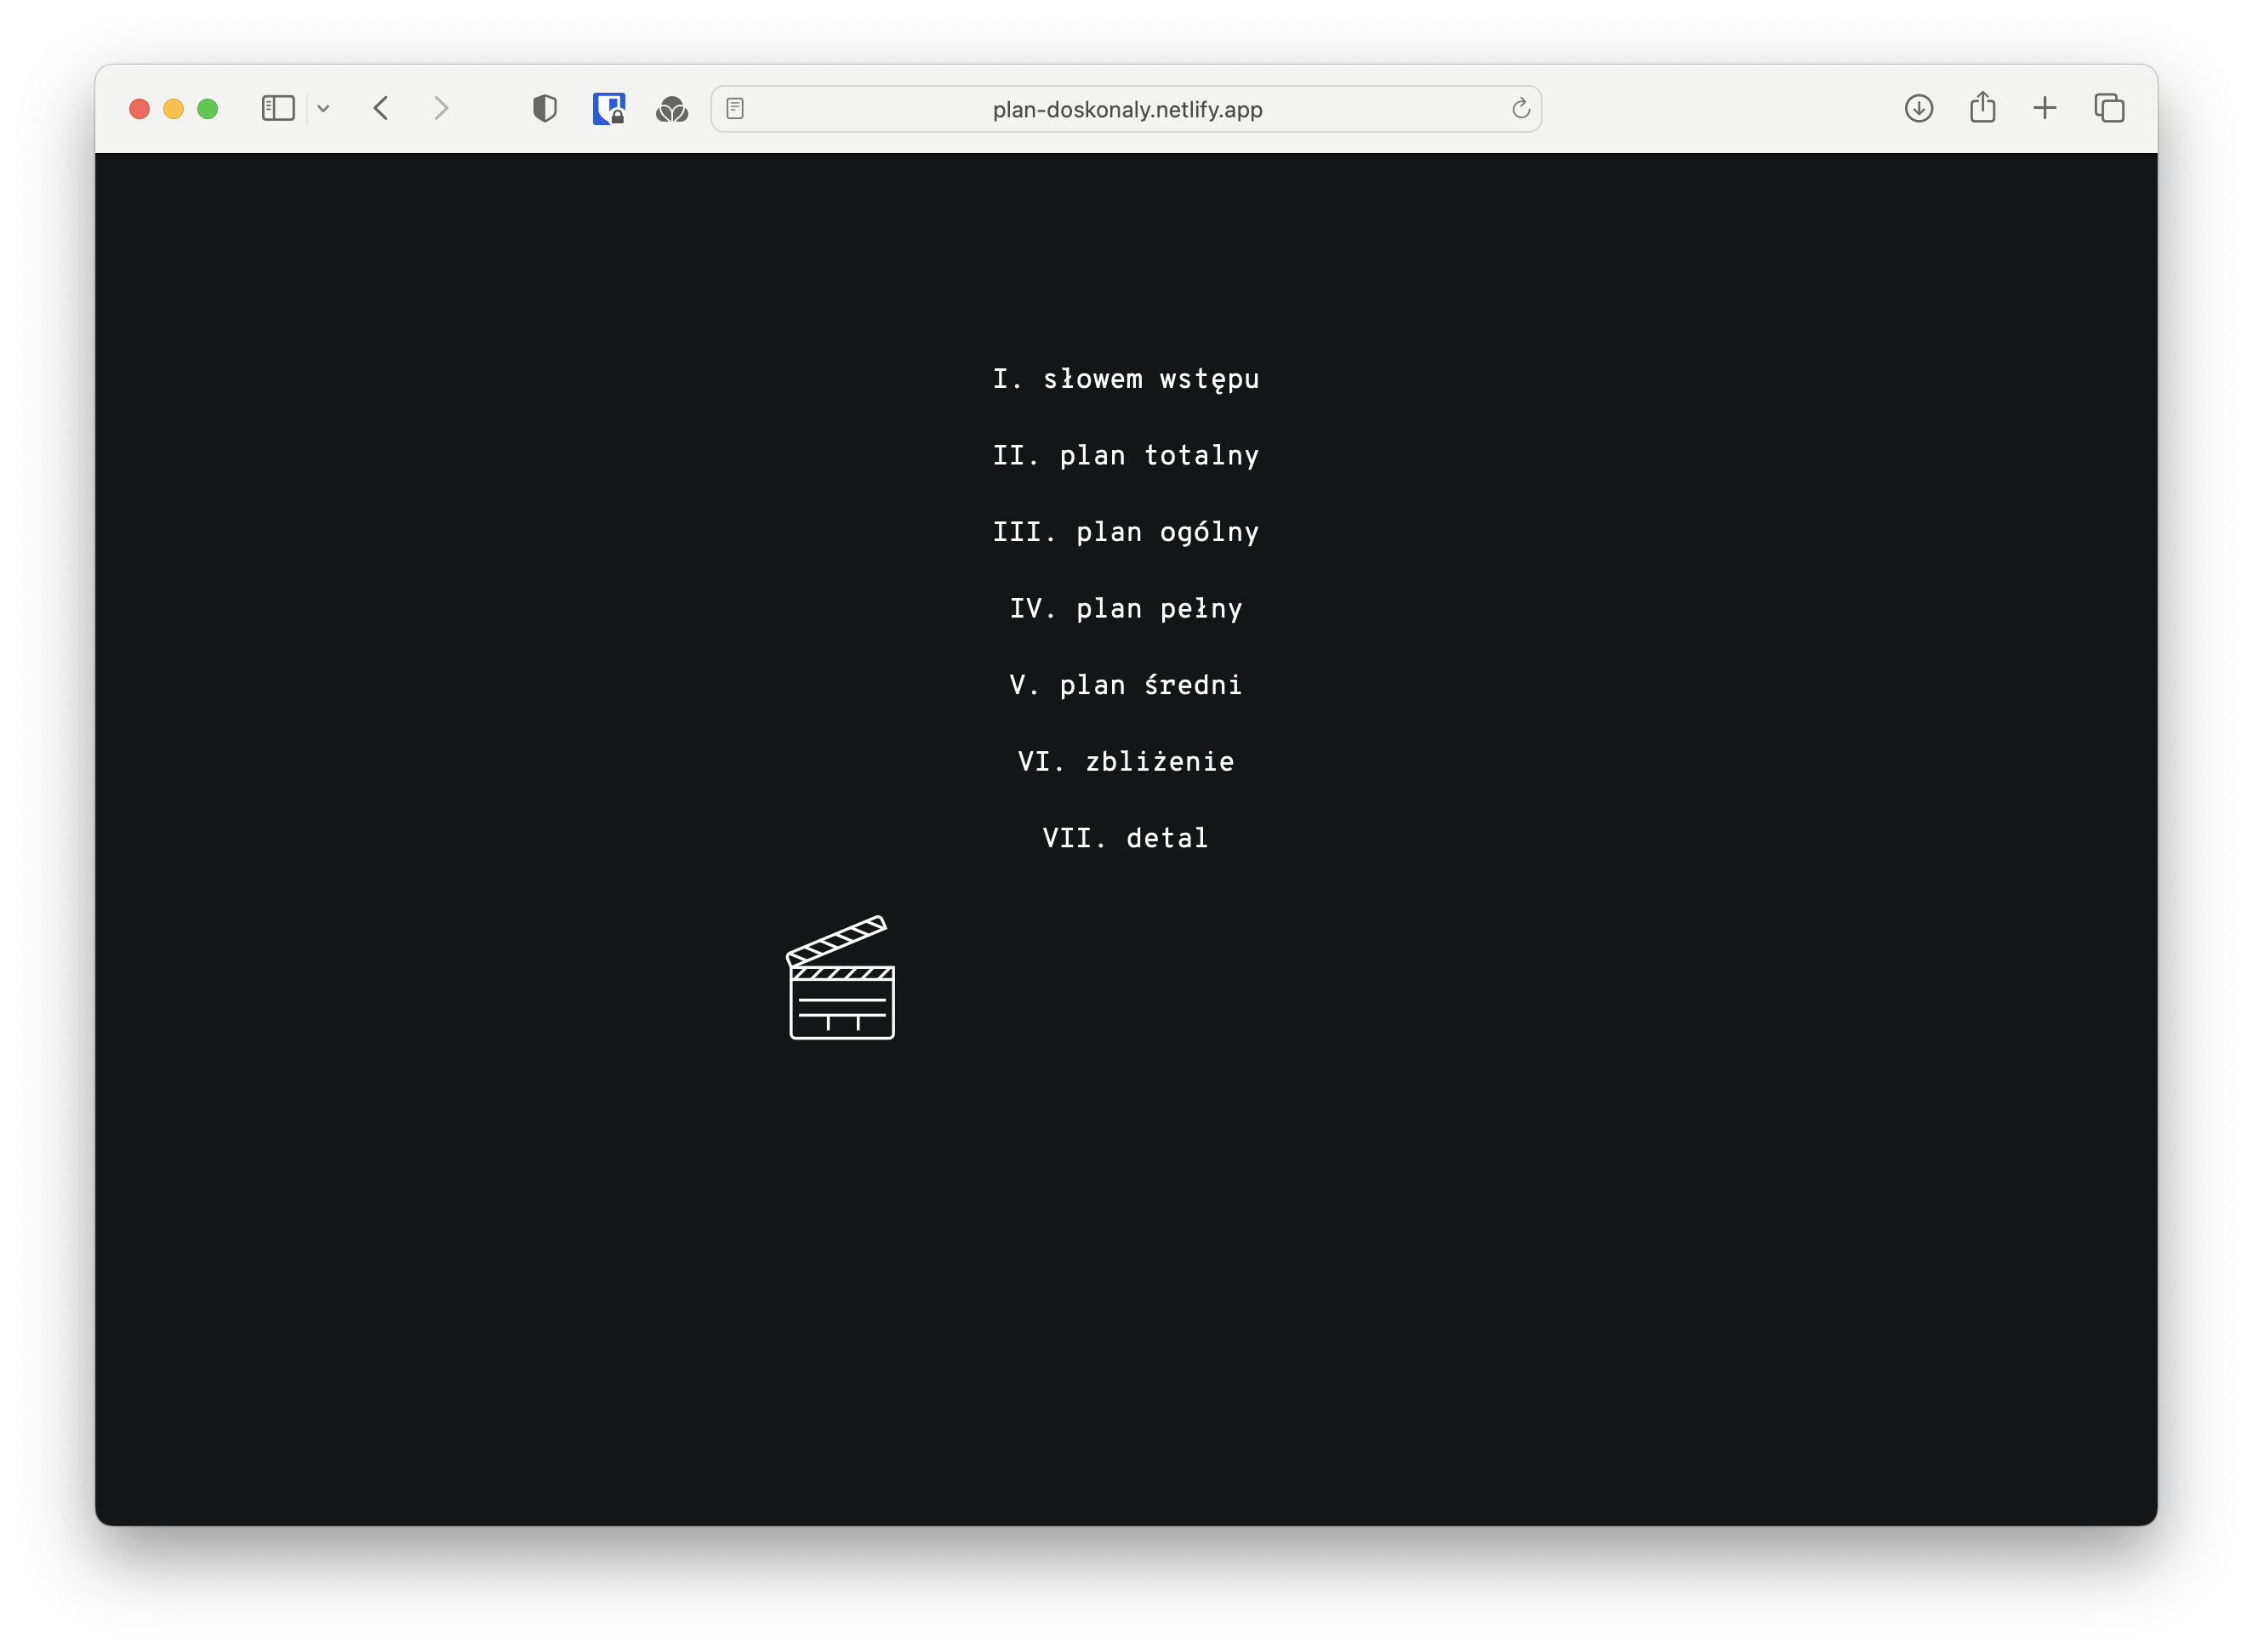 plan-doskonaly.netlify.app
I. słowem wstępu
II. plan totalny
III. plan ogólny
IV. plan pełny
V. plan średni
VI. zbliżenie
VII. detal